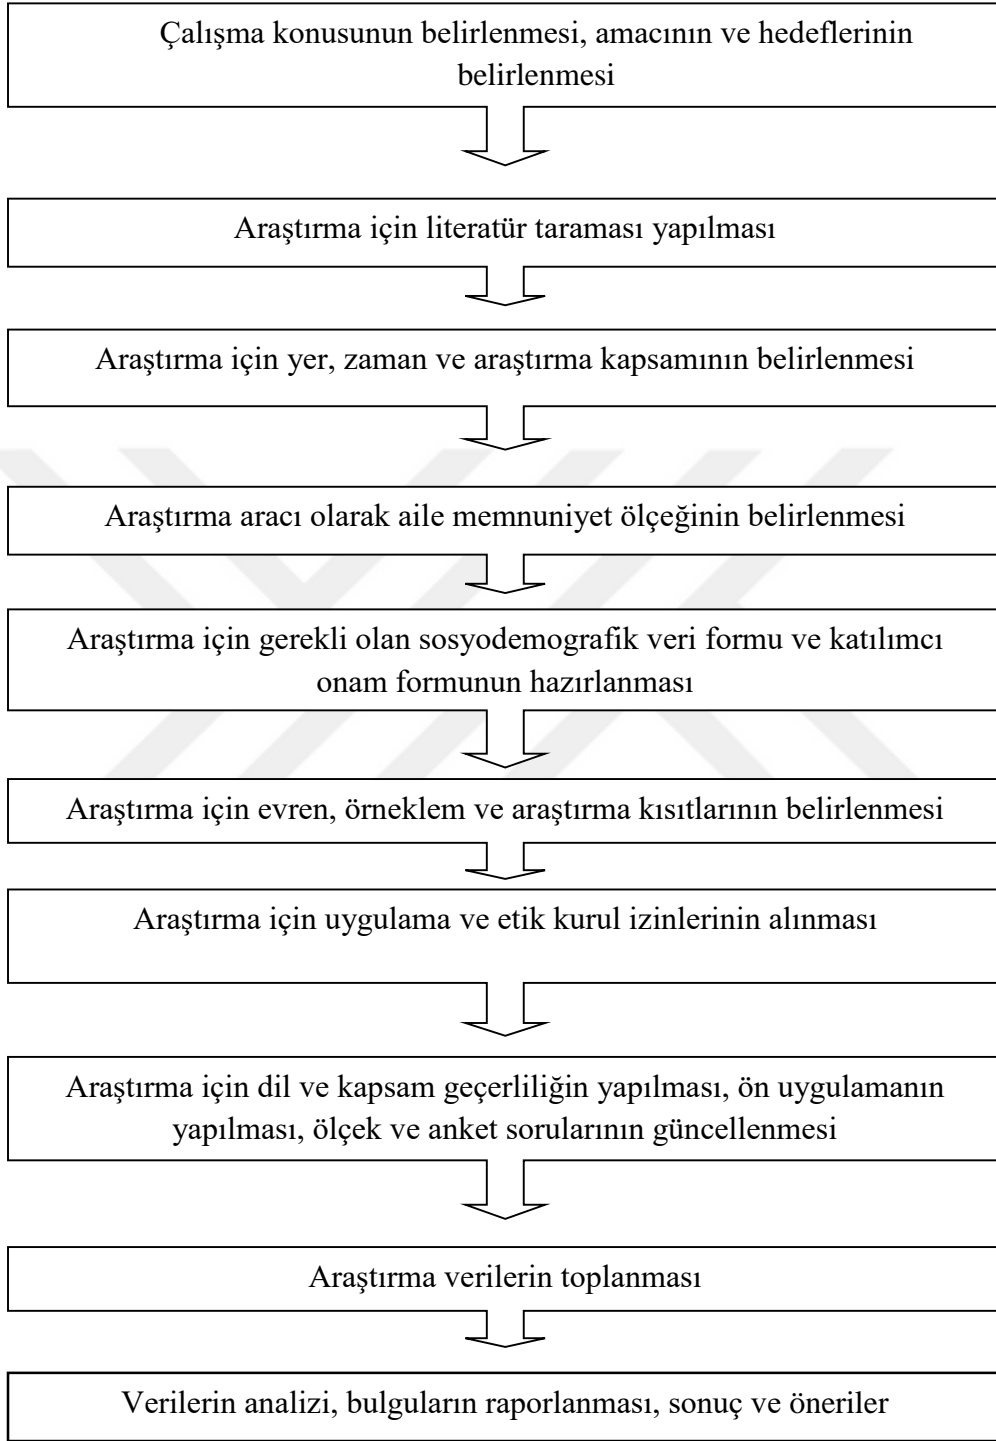 Çalışma konusunun belirlenmesi, amacının ve hedeflerinin
belirlenmesi
Araştırma için literatür taraması yapılması
Araştırma için yer, zaman ve araştırma kapsamının belirlenmesi
Araştırma aracı olarak aile memnuniyet ölçeğinin belirlenmesi
Araştırma için gerekli olan sosyodemografik veri formu ve katılımcı
onam formunun hazırlanması
Araştırma için evren, örneklem ve araştırma kısıtlarının belirlenmesi
Araştırma için uygulama ve etik kurul izinlerinin alınması
Araştırma için dil ve kapsam geçerliliğin yapılması, ön uygulamanın
yapılması, ölçek ve anket sorularının güncellenmesi
Araştırma verilerin toplanması
Verilerin analizi, bulguların raporlanması, sonuç ve öneriler